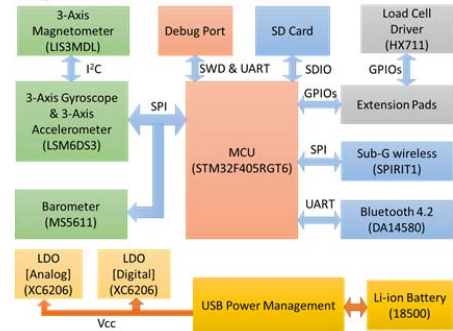 3-Axis
Magnetometer
(LIS3MDL)
Debug Port
SD Card
Load Cell
Driver
(HX711)
I²C
SWD & UART
SDIO
GPIOs
GPIOs
3-Axis Gyroscope
& 3-Axis
Accelerometer
(LSM6DS3)
SPI
Extension Pads
MCU
(STM32F405RGT6)
SPI
Sub-G wireless
(SPIRIT1)
Barometer
(MS5611)
UART
Bluetooth 4.2
(DA14580)
LDO
[Analog]
(XC6206)
LDO
[Digital]
(XC6206)
USB Power Management
Li-ion Battery
(18500)
Vcc